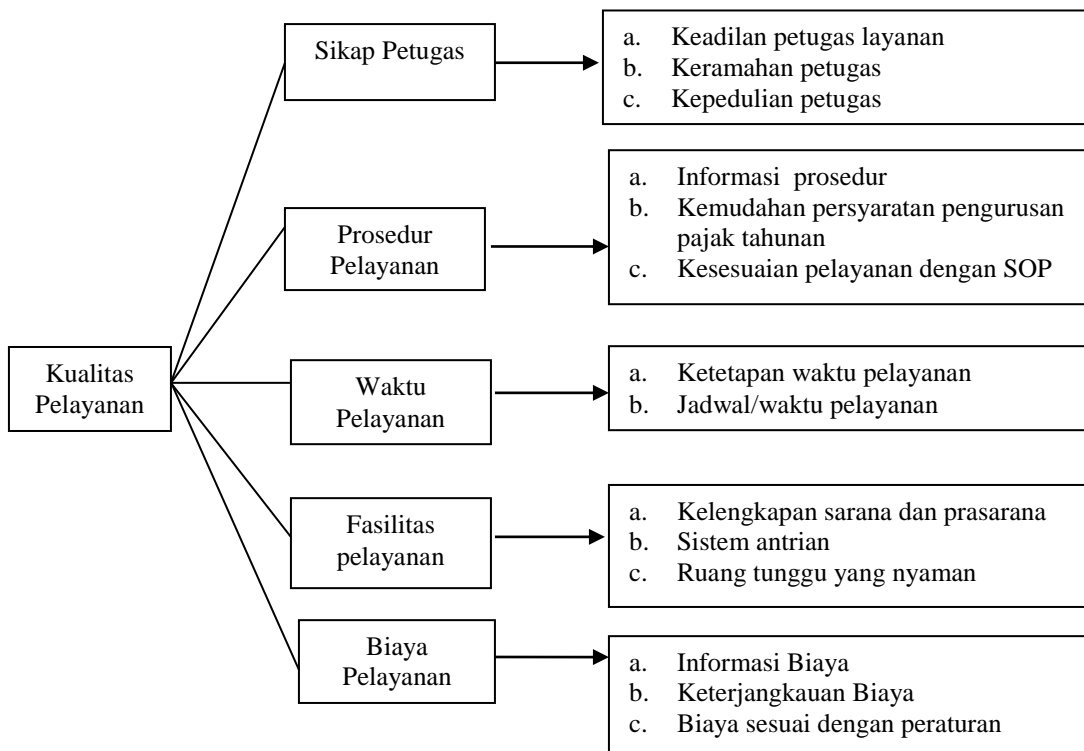 Sikap Petugas
a. Keadilan petugas layanan
b. Keramahan petugas
c. Kepedulian petugas
Prosedur
Pelayanan
a. Informasi prosedur
b. Kemudahan persyaratan pengurusan
pajak tahunan
c. Kesesuaian pelayanan dengan SOP
Kualitas
Pelayanan
Waktu
Pelayanan
a. Ketetapan waktu pelayanan
b. Jadwal/waktu pelayanan
Fasilitas
pelayanan
a. Kelengkapan sarana dan prasarana
b. Sistem antrian
c. Ruang tunggu yang nyaman
Biaya
Pelayanan
a. Informasi Biaya
b. Keterjangkauan Biaya
c. Biaya sesuai dengan peraturan